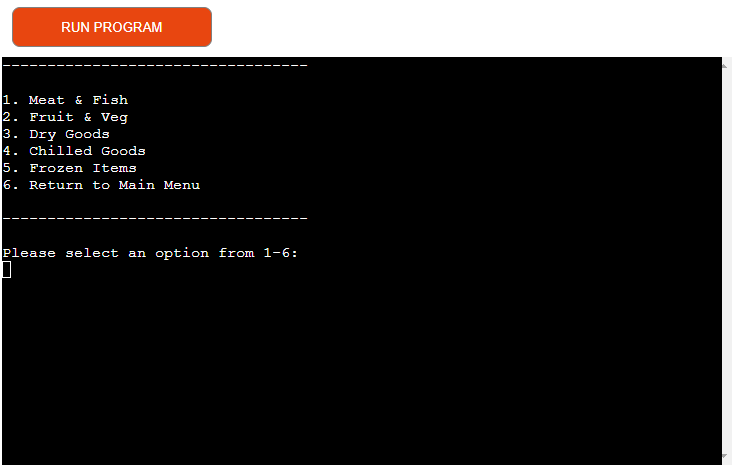 RUN PROGRAM
----------------------------------
1. Meat & Fish
2. Fruit & Veg
3. Dry Goods
4. Chilled Goods
5. Frozen Items
6. Return to Main Menu
----------------------------------
Please select an option from 1-6: